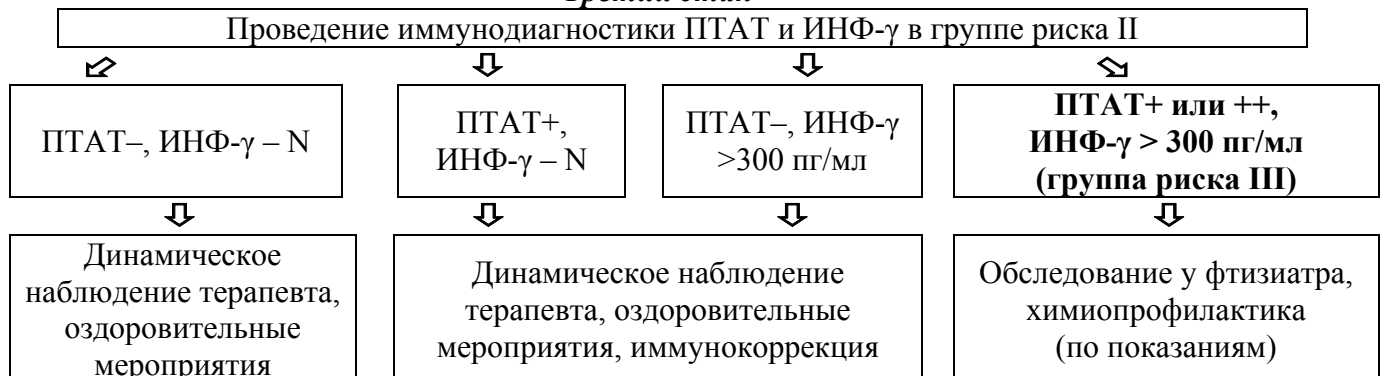 Проведение иммунодиагностики ПТАТ и ИНФ-γ в группе риска II
ПТАТ–, ИНФ-γ – N
ПТАТ+,
ИНФ-γ – N
ПТАТ–, ИНФ-γ
>300 пг/мл
ПТАТ+ или ++,
ИНФ-γ > 300 пг/мл
(группа риска III)
Динамическое
наблюдение терапевта,
оздоровительные
мероприятия
Динамическое наблюдение
терапевта, оздоровительные
мероприятия, иммунокоррекция
Обследование у фтизиатра,
химиопрофилактика
(по показаниям)